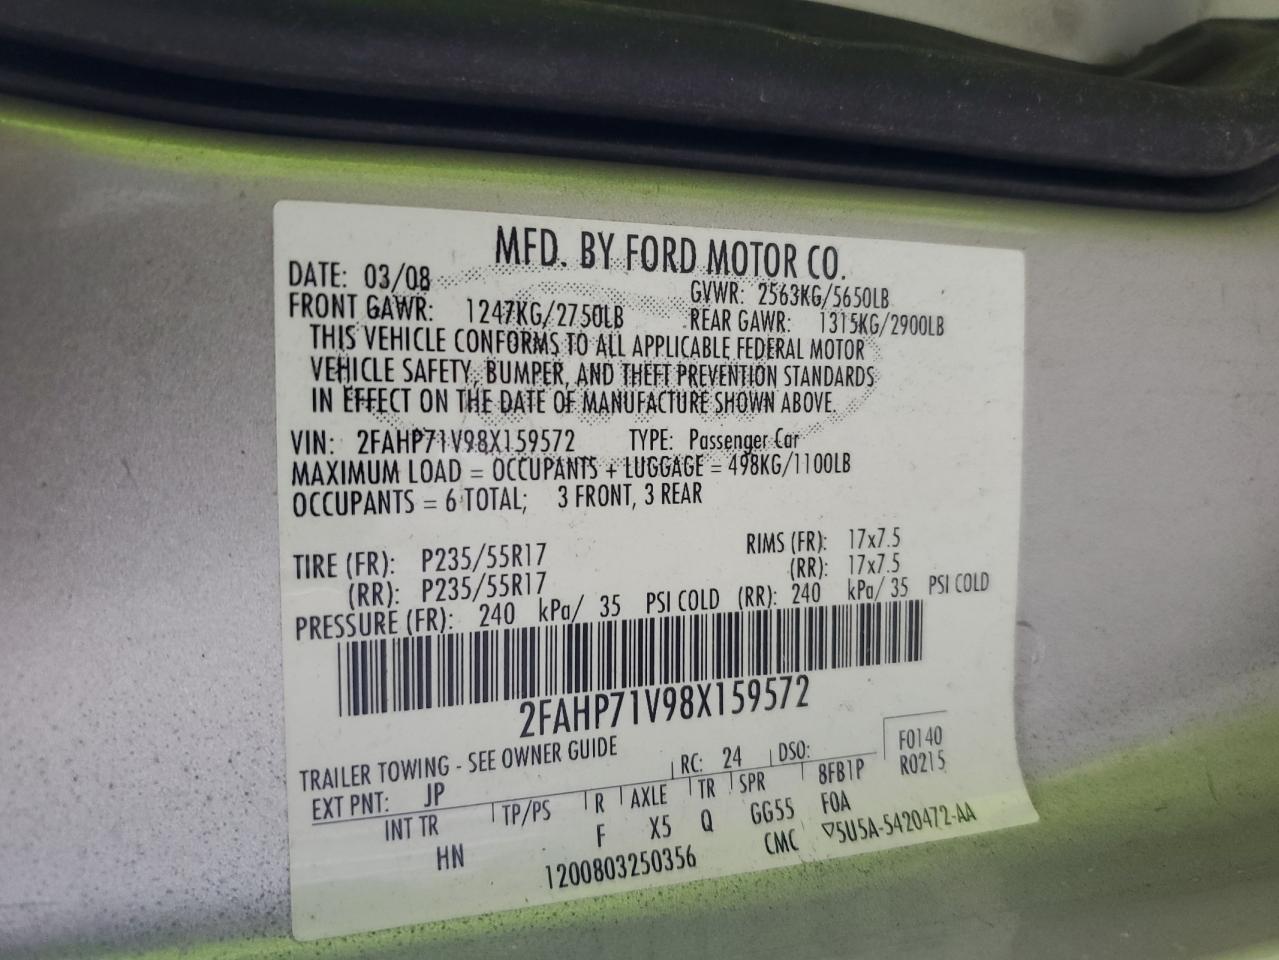 MFD. BY FORD MOTOR CO.
DATE: 03/08 GVWR: 2563KG/5650LB
FRONT GAWR: 1247KG/2750LB REAR GAWR: 1315KG/2900LB
THIS VEHICLE CONFORMS TO ALL APPLICABLE FEDERAL MOTOR
VEHICLE SAFETY, BUMPER, AND THEFT PREVENTION STANDARDS
IN EFFECT ON THE DATE OF MANUFACTURE SHOWN ABOVE.
VIN: 2FAHP71V98X159572 TYPE: Passenger Car
MAXIMUM LOAD = OCCUPANTS + LUGGAGE = 498KG/1100LB
OCCUPANTS = 6 TOTAL; 3 FRONT, 3 REAR
TIRE (FR): P235/55R17 RIMS (FR): 17x7.5
(RR): P235/55R17 (RR): 17x7.5
PRESSURE (FR): 240 kPa/ 35 PSI COLD (RR): 240 kPa/ 35 PSI COLD
2FAHP71V98X159572
TRAILER TOWING - SEE OWNER GUIDE
EXT PNT: JP RC: 24 DSO: F0140
INT TR TP/PS R AXLE TR SPR 8FB1P R0215
HN F X5 Q GG55 FOA
1200803250356 CMC ▽5U5A-5420472-AA